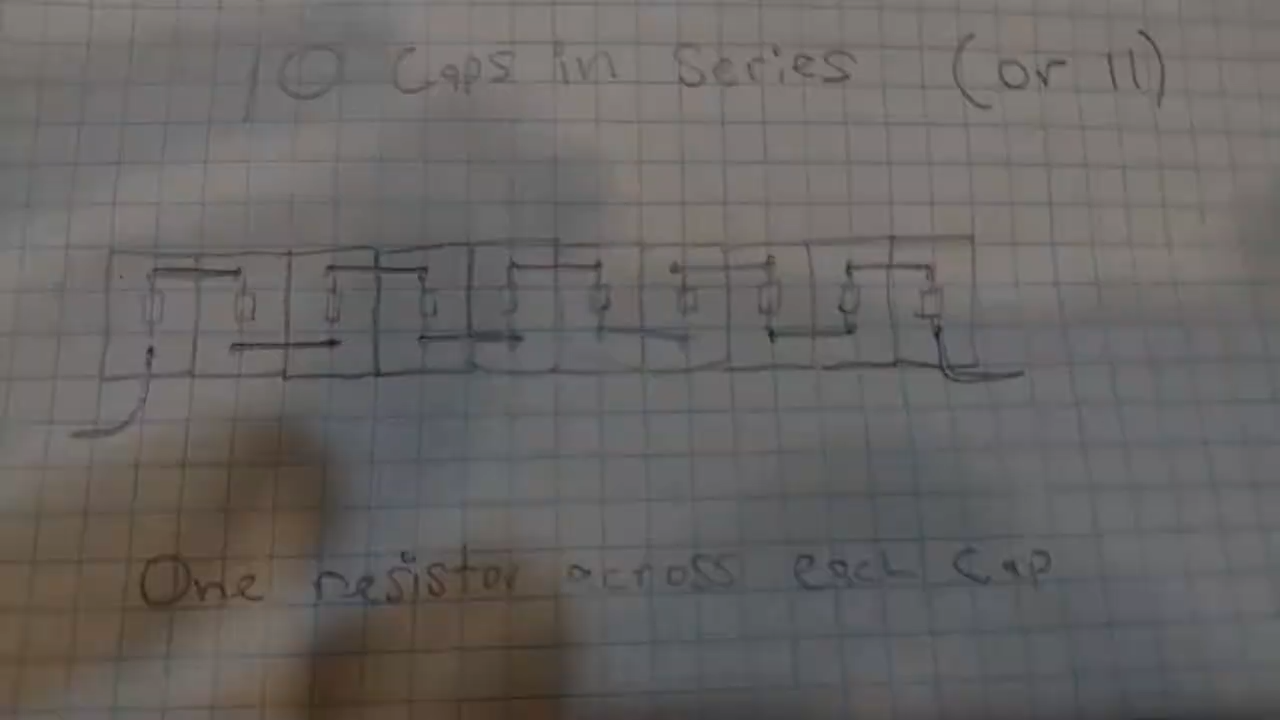 10 Caps in Series (or 11)
One resistor across each Cap